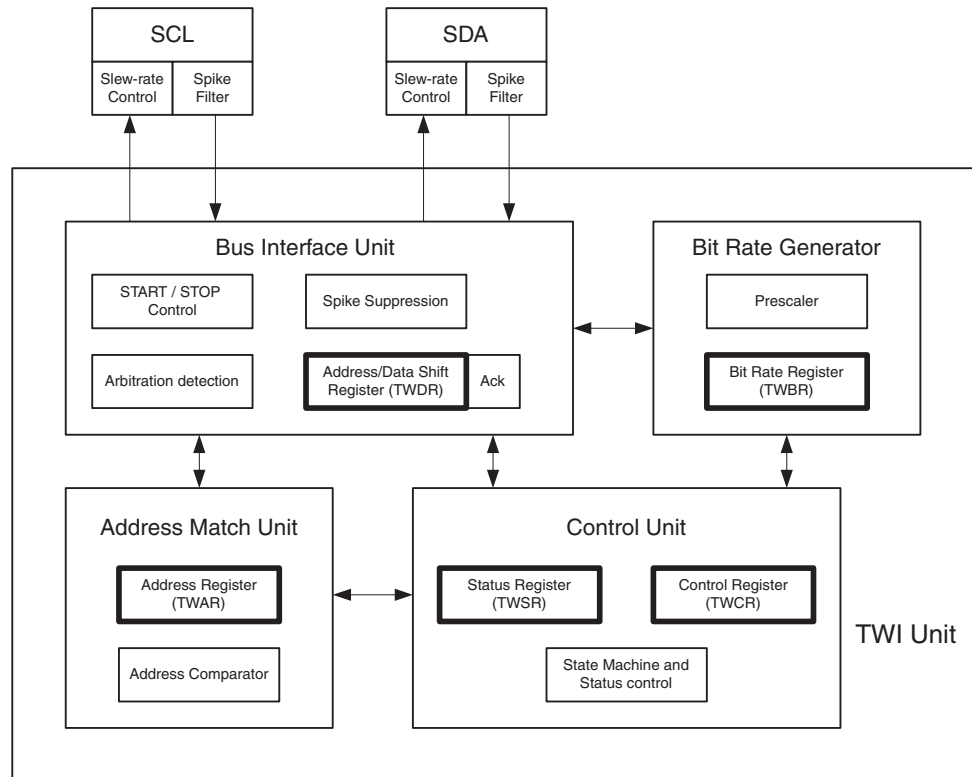 SCL
Slew-rate
Control
Spike
Filter
SDA
Slew-rate
Control
Spike
Filter
Bus Interface Unit
START / STOP
Control
Spike Suppression
Arbitration detection
Address/Data Shift
Register (TWDR)
Ack
Bit Rate Generator
Prescaler
Bit Rate Register
(TWBR)
Address Match Unit
Address Register
(TWAR)
Address Comparator
Control Unit
Status Register
(TWSR)
Control Register
(TWCR)
State Machine and
Status control
TWI Unit